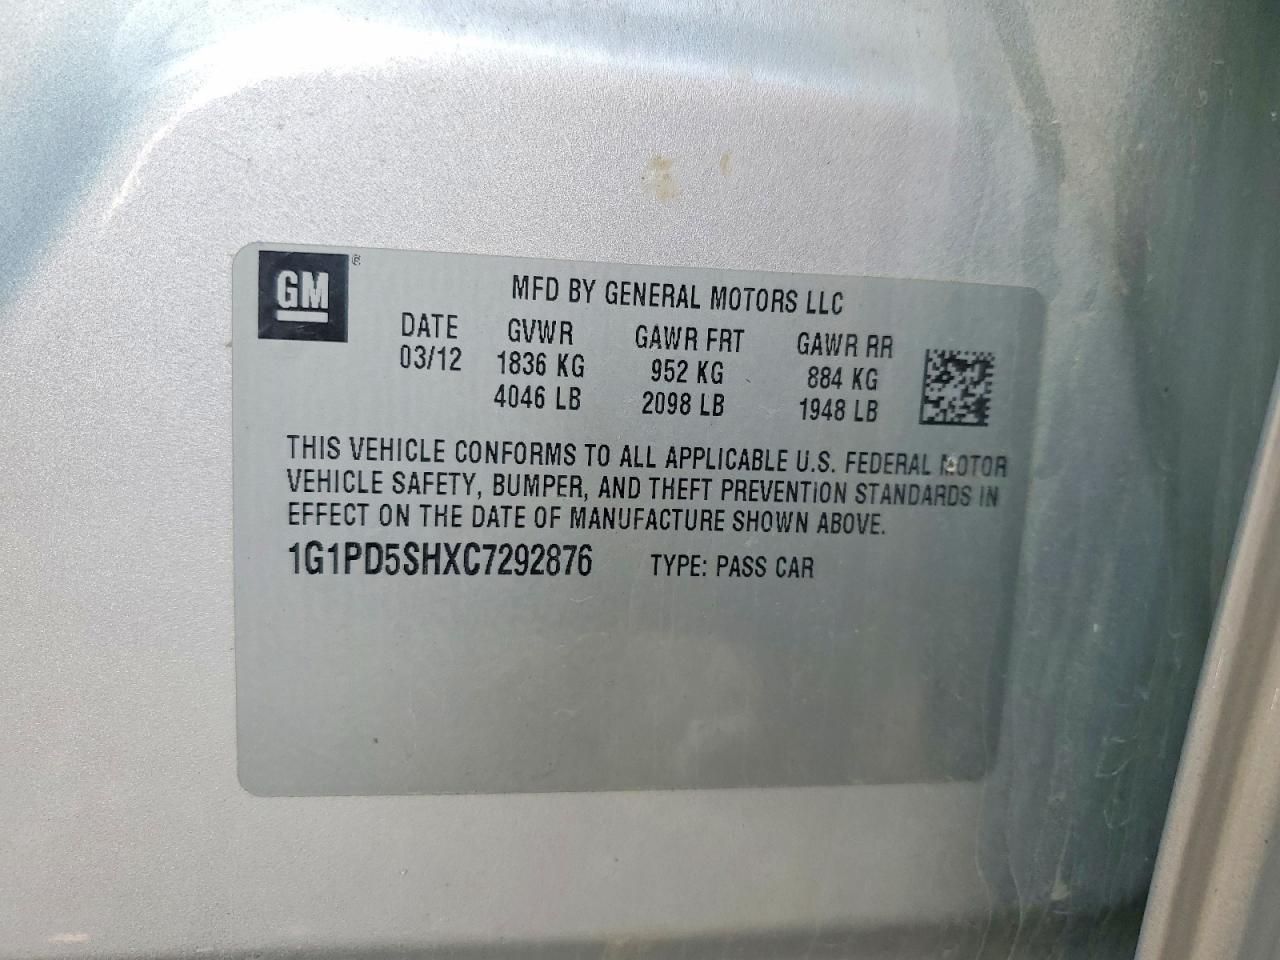 GM ®
MFD BY GENERAL MOTORS LLC
DATE GVWR GAWR FRT GAWR RR
03/12 1836 KG 952 KG 884 KG
4046 LB 2098 LB 1948 LB
THIS VEHICLE CONFORMS TO ALL APPLICABLE U.S. FEDERAL MOTOR
VEHICLE SAFETY, BUMPER, AND THEFT PREVENTION STANDARDS IN
EFFECT ON THE DATE OF MANUFACTURE SHOWN ABOVE.
1G1PD5SHXC7292876 TYPE: PASS CAR